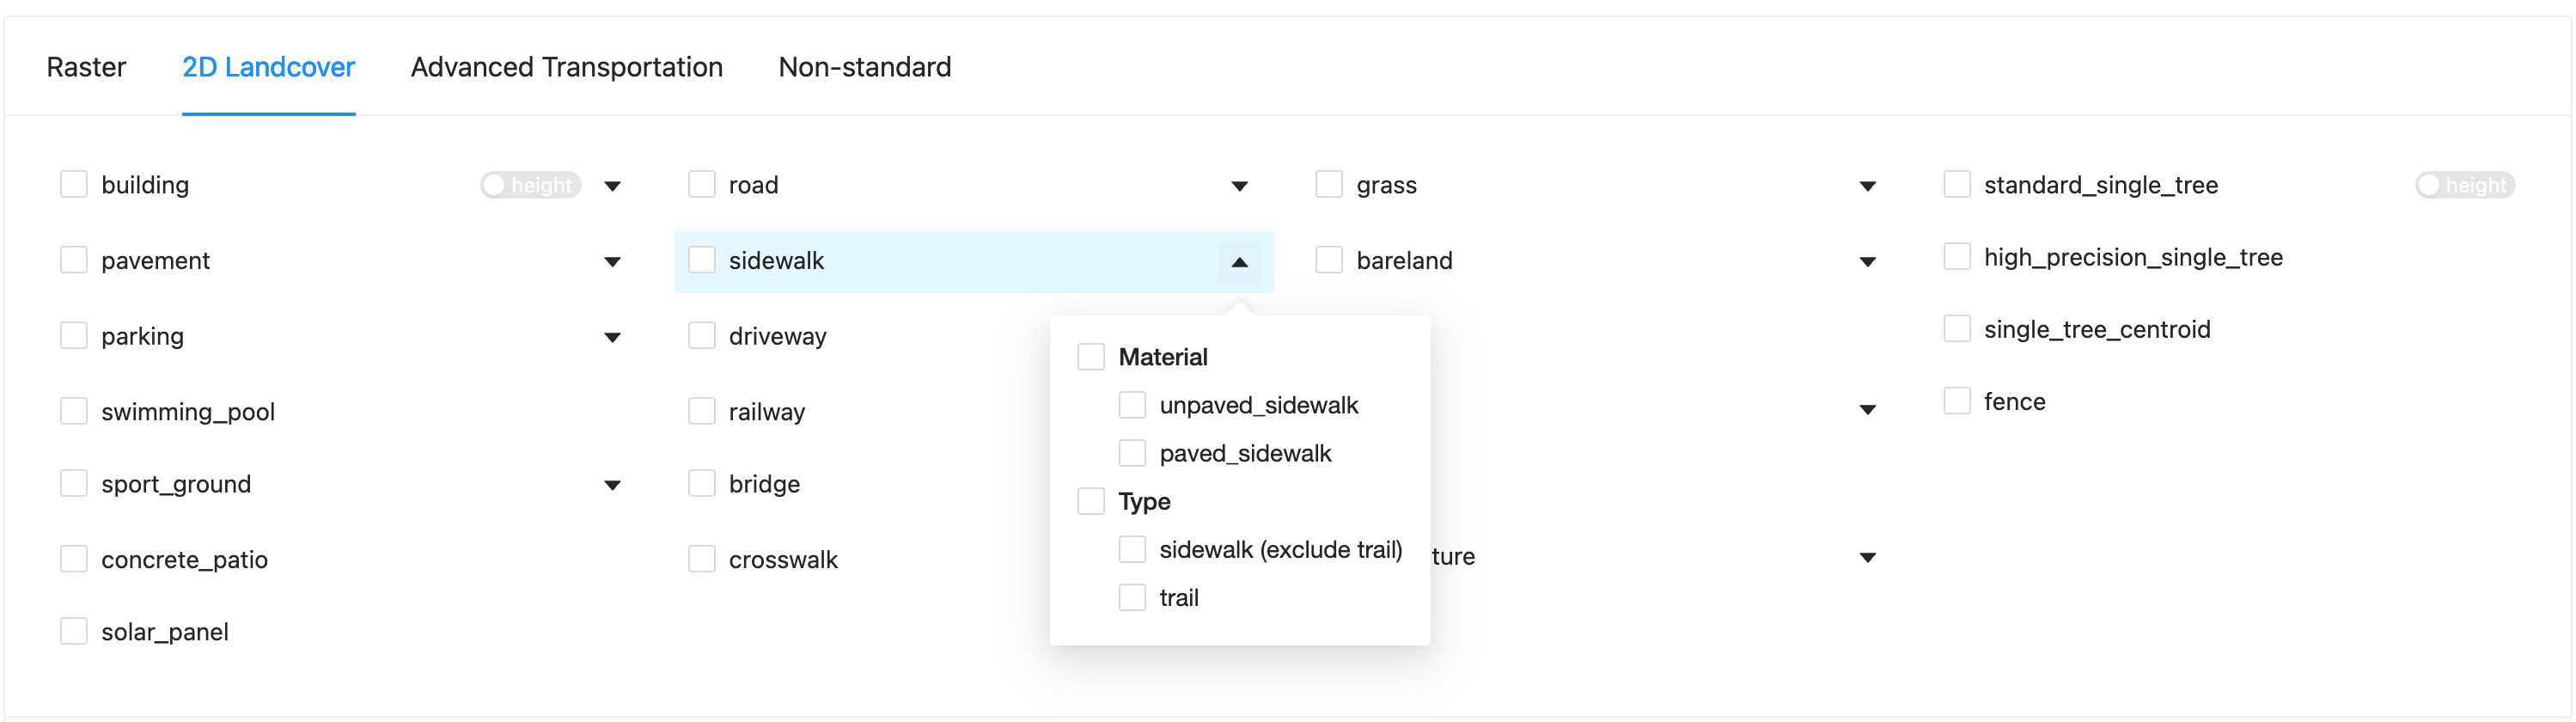 Raster
2D Landcover
Advanced Transportation
Non-standard
building
height
pavement
parking
swimming_pool
sport_ground
concrete_patio
solar_panel
road
sidewalk
driveway
railway
bridge
crosswalk
Material
unpaved_sidewalk
paved_sidewalk
Type
sidewalk (exclude trail)
trail
grass
bareland
ture
standard_single_tree
height
high_precision_single_tree
single_tree_centroid
fence